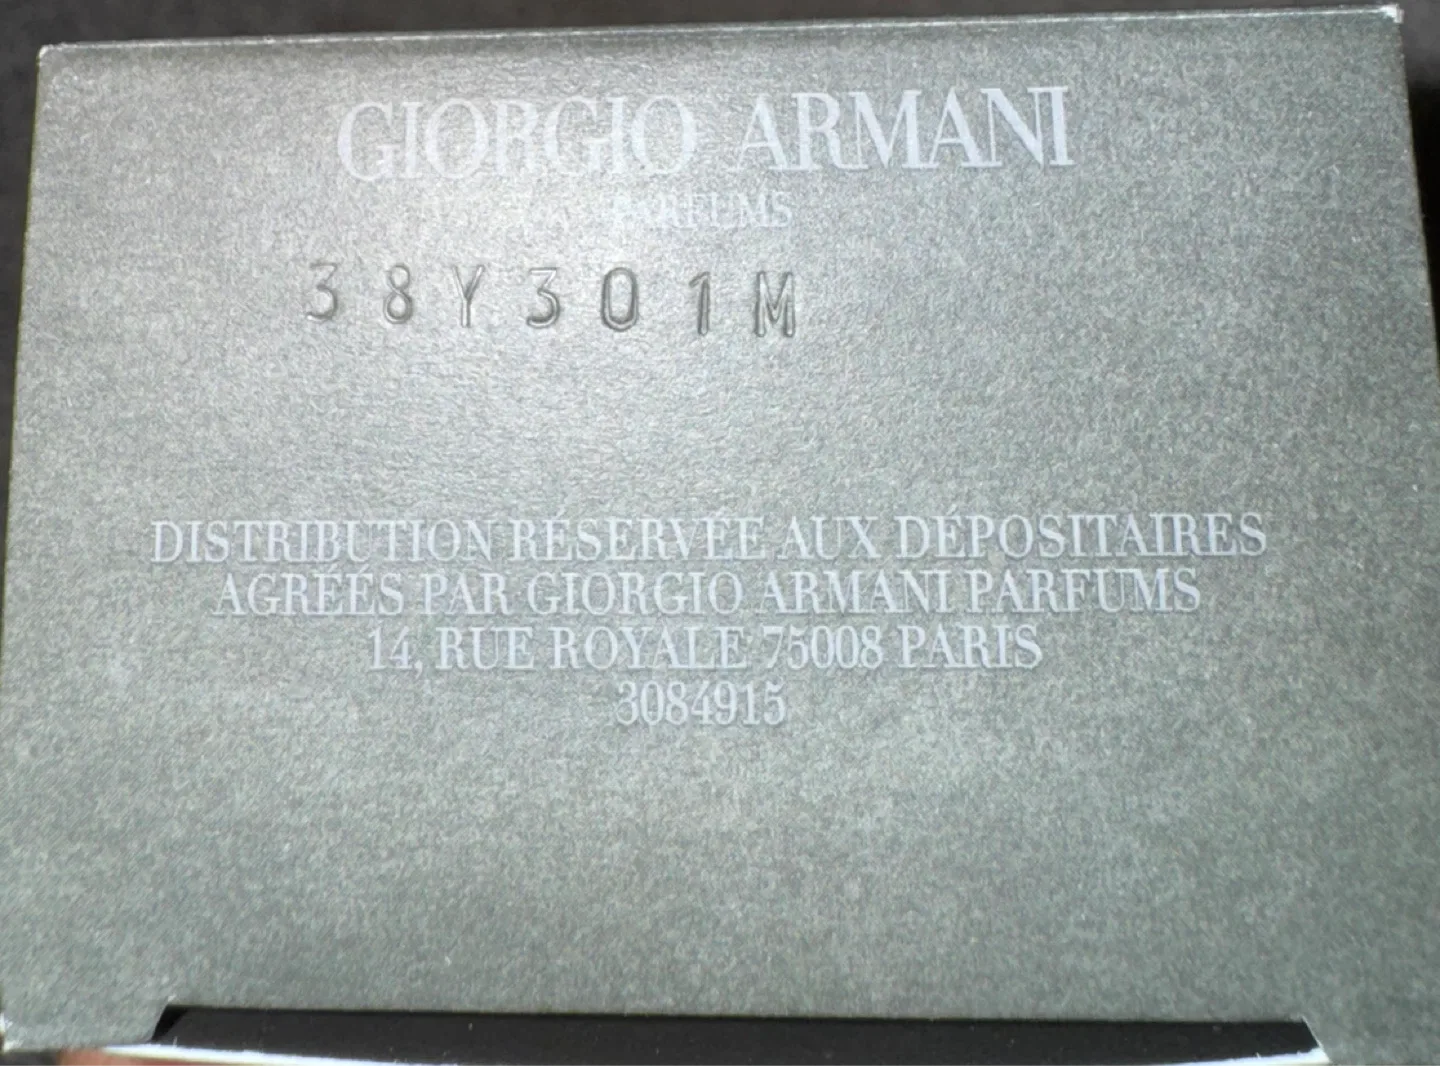 GIORGIO ARMANI
PARFUMS
38Y301M
DISTRIBUTION RÉSERVÉE AUX DÉPOSITAIRES
AGRÉÉS PAR GIORGIO ARMANI PARFUMS
14, RUE ROYALE 75008 PARIS
3084915